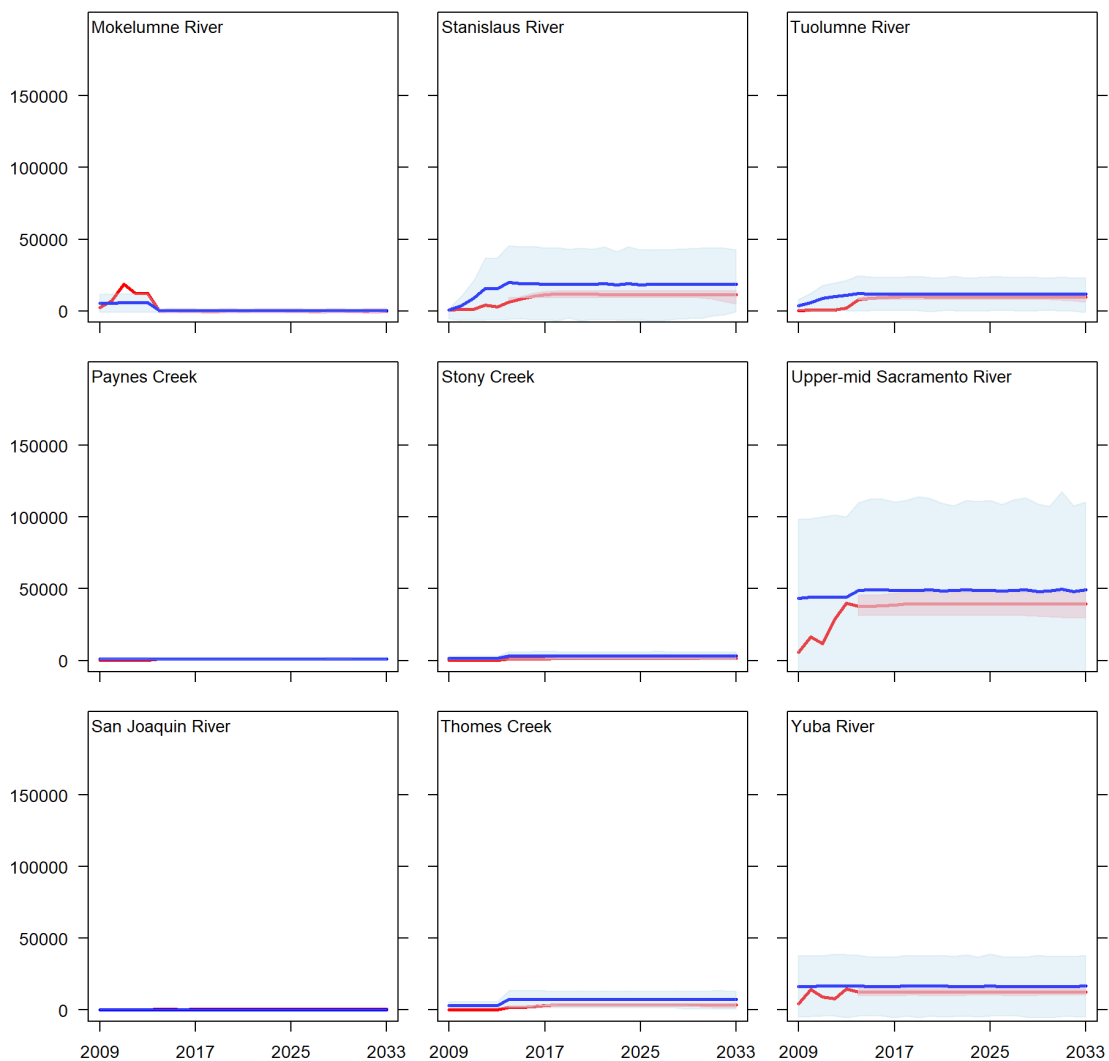 Mokelumne River
Stanislaus River
Tuolumne River
150000
100000
50000
0
Paynes Creek
Stony Creek
Upper-mid Sacramento River
150000
100000
50000
0
San Joaquin River
Thomes Creek
Yuba River
150000
100000
50000
0
2009 2017 2025 2033 2009 2017 2025 2033 2009 2017 2025 2033